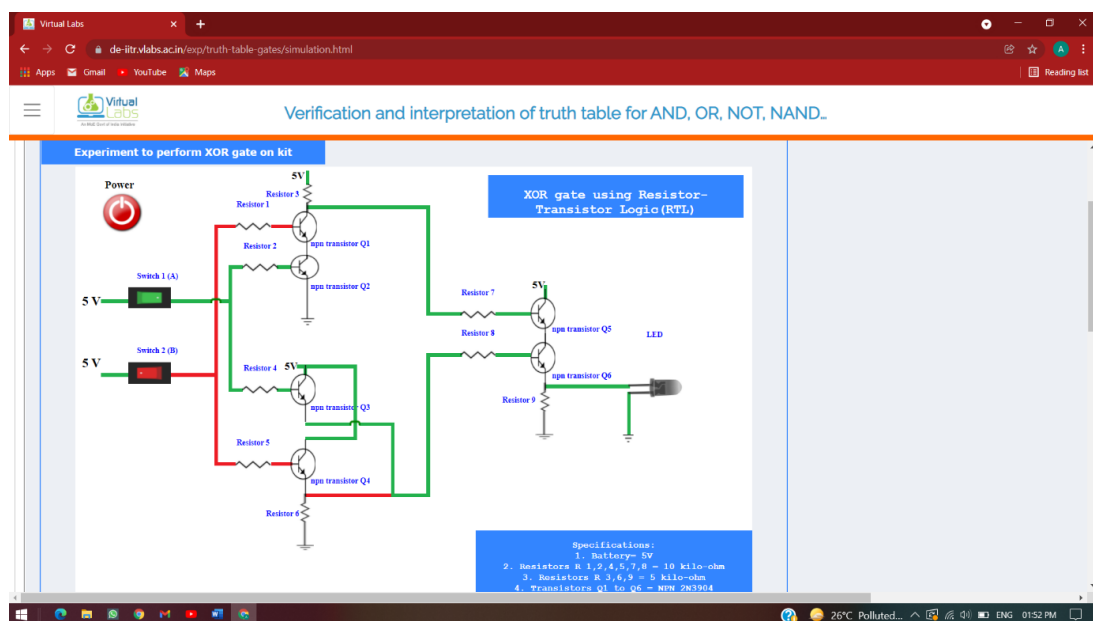 Virtual Labs
de-iitr.vlabs.ac.in/exp/truth-table-gates/simulation.html
A
Apps
Gmail
YouTube
Maps
Reading list
Virtual
Labs
Verification and interpretation of truth table for AND, OR, NOT, NAND...
Experiment to perform XOR gate on kit
Power
5V
Resistor 3
Resistor 1
XOR gate using Resistor-
Transistor Logic(RTL)
Resistor 2
npn transistor Q1
Switch 1 (A)
npn transistor Q2
5 V
Resistor 7
5V
Resistor 8
npn transistor Q5
LED
Switch 2 (B)
5 V
Resistor 4
5V
npn transistor Q6
npn transistor Q3
Resistor 9
Resistor 5
npn transistor Q4
Resistor 6
Specifications:
1. Battery- 5V
2. Resistors R 1,2,4,5,7,8 - 10 kilo-ohm
3. Resistors R 3,6,9 - 5 kilo-ohm
4. Transistors Q1 to Q6 - NPN 2N3904
26°C Polluted...
ENG
01:52 PM